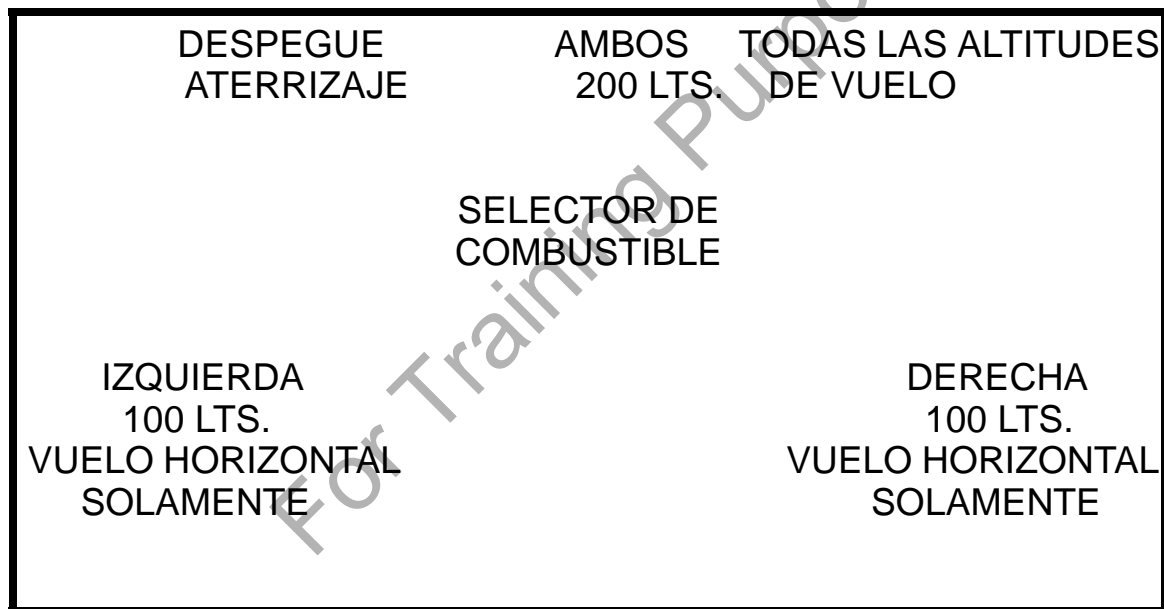 DESPEGUE AMBOS TODAS LAS ALTITUDES
ATERRIZAJE 200 LTS. DE VUELO
SELECTOR DE
COMBUSTIBLE
IZQUIERDA
100 LTS.
VUELO HORIZONTAL
SOLAMENTE
DERECHA
100 LTS.
VUELO HORIZONTAL
SOLAMENTE
For Training Purpo